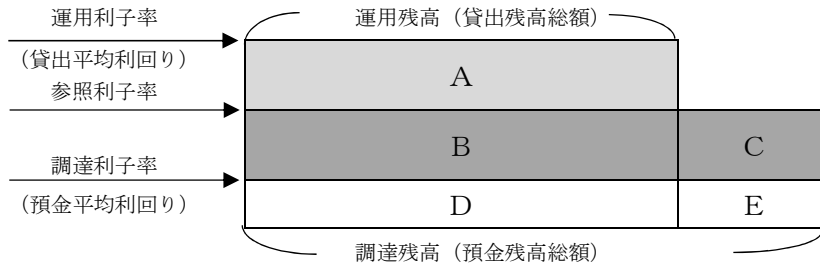 運用利子率
運用残高（貸出残高総額）
(貸出平均利回り)
A
参照利子率
B
C
調達利子率
(預金平均利回り)
D
E
調達残高（預金残高総額）